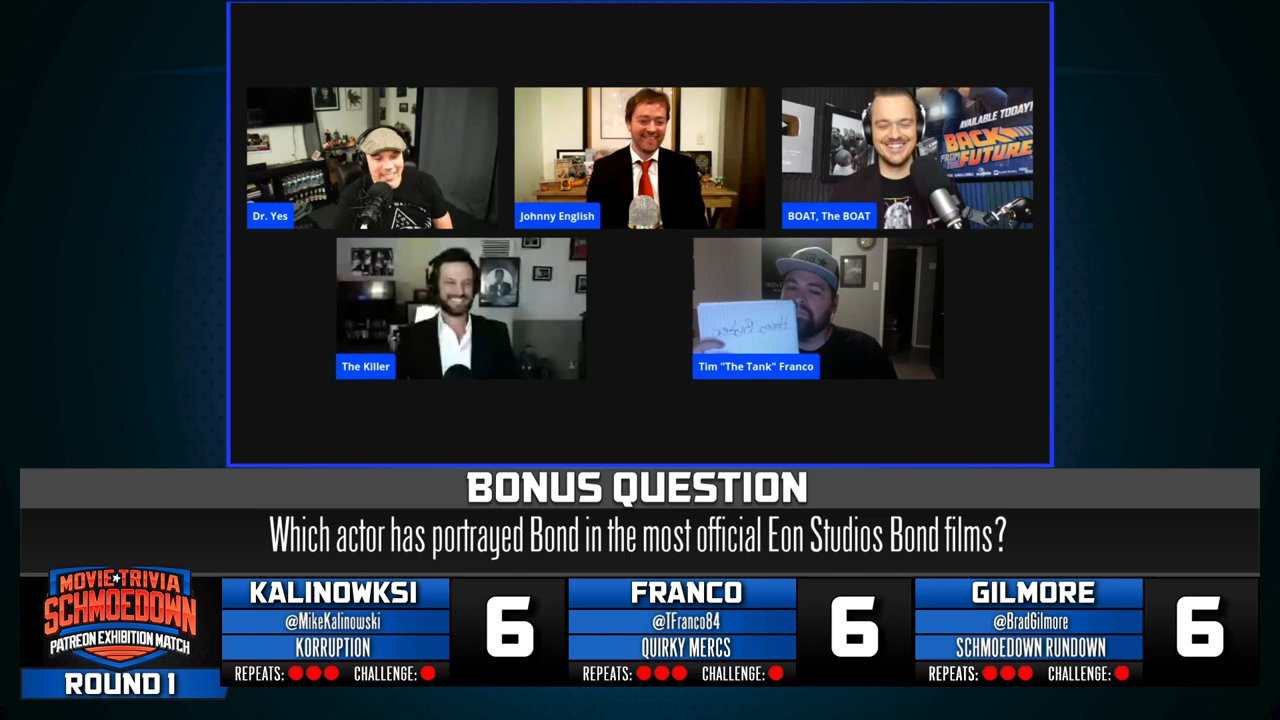 AVAILABLE TODAY!
BACK
FROM THE
FUTURE
Dr. Yes
Johnny English
BOAT, The BOAT
The Killer
Tim "The Tank" Franco
BONUS QUESTION
Which actor has portrayed Bond in the most official Eon Studios Bond films?
MOVIE TRIVIA
SCHMOEDOWN
PATREON EXHIBITION MATCH
ROUND 1
KALINOWKSI
@MikeKalinowski
KORRUPTION
REPEATS:
CHALLENGE:
6
FRANCO
@TFranco84
QUIRKY MERCS
REPEATS:
CHALLENGE:
6
GILMORE
@BradGilmore
SCHMOEDOWN RUNDOWN
REPEATS:
CHALLENGE:
6